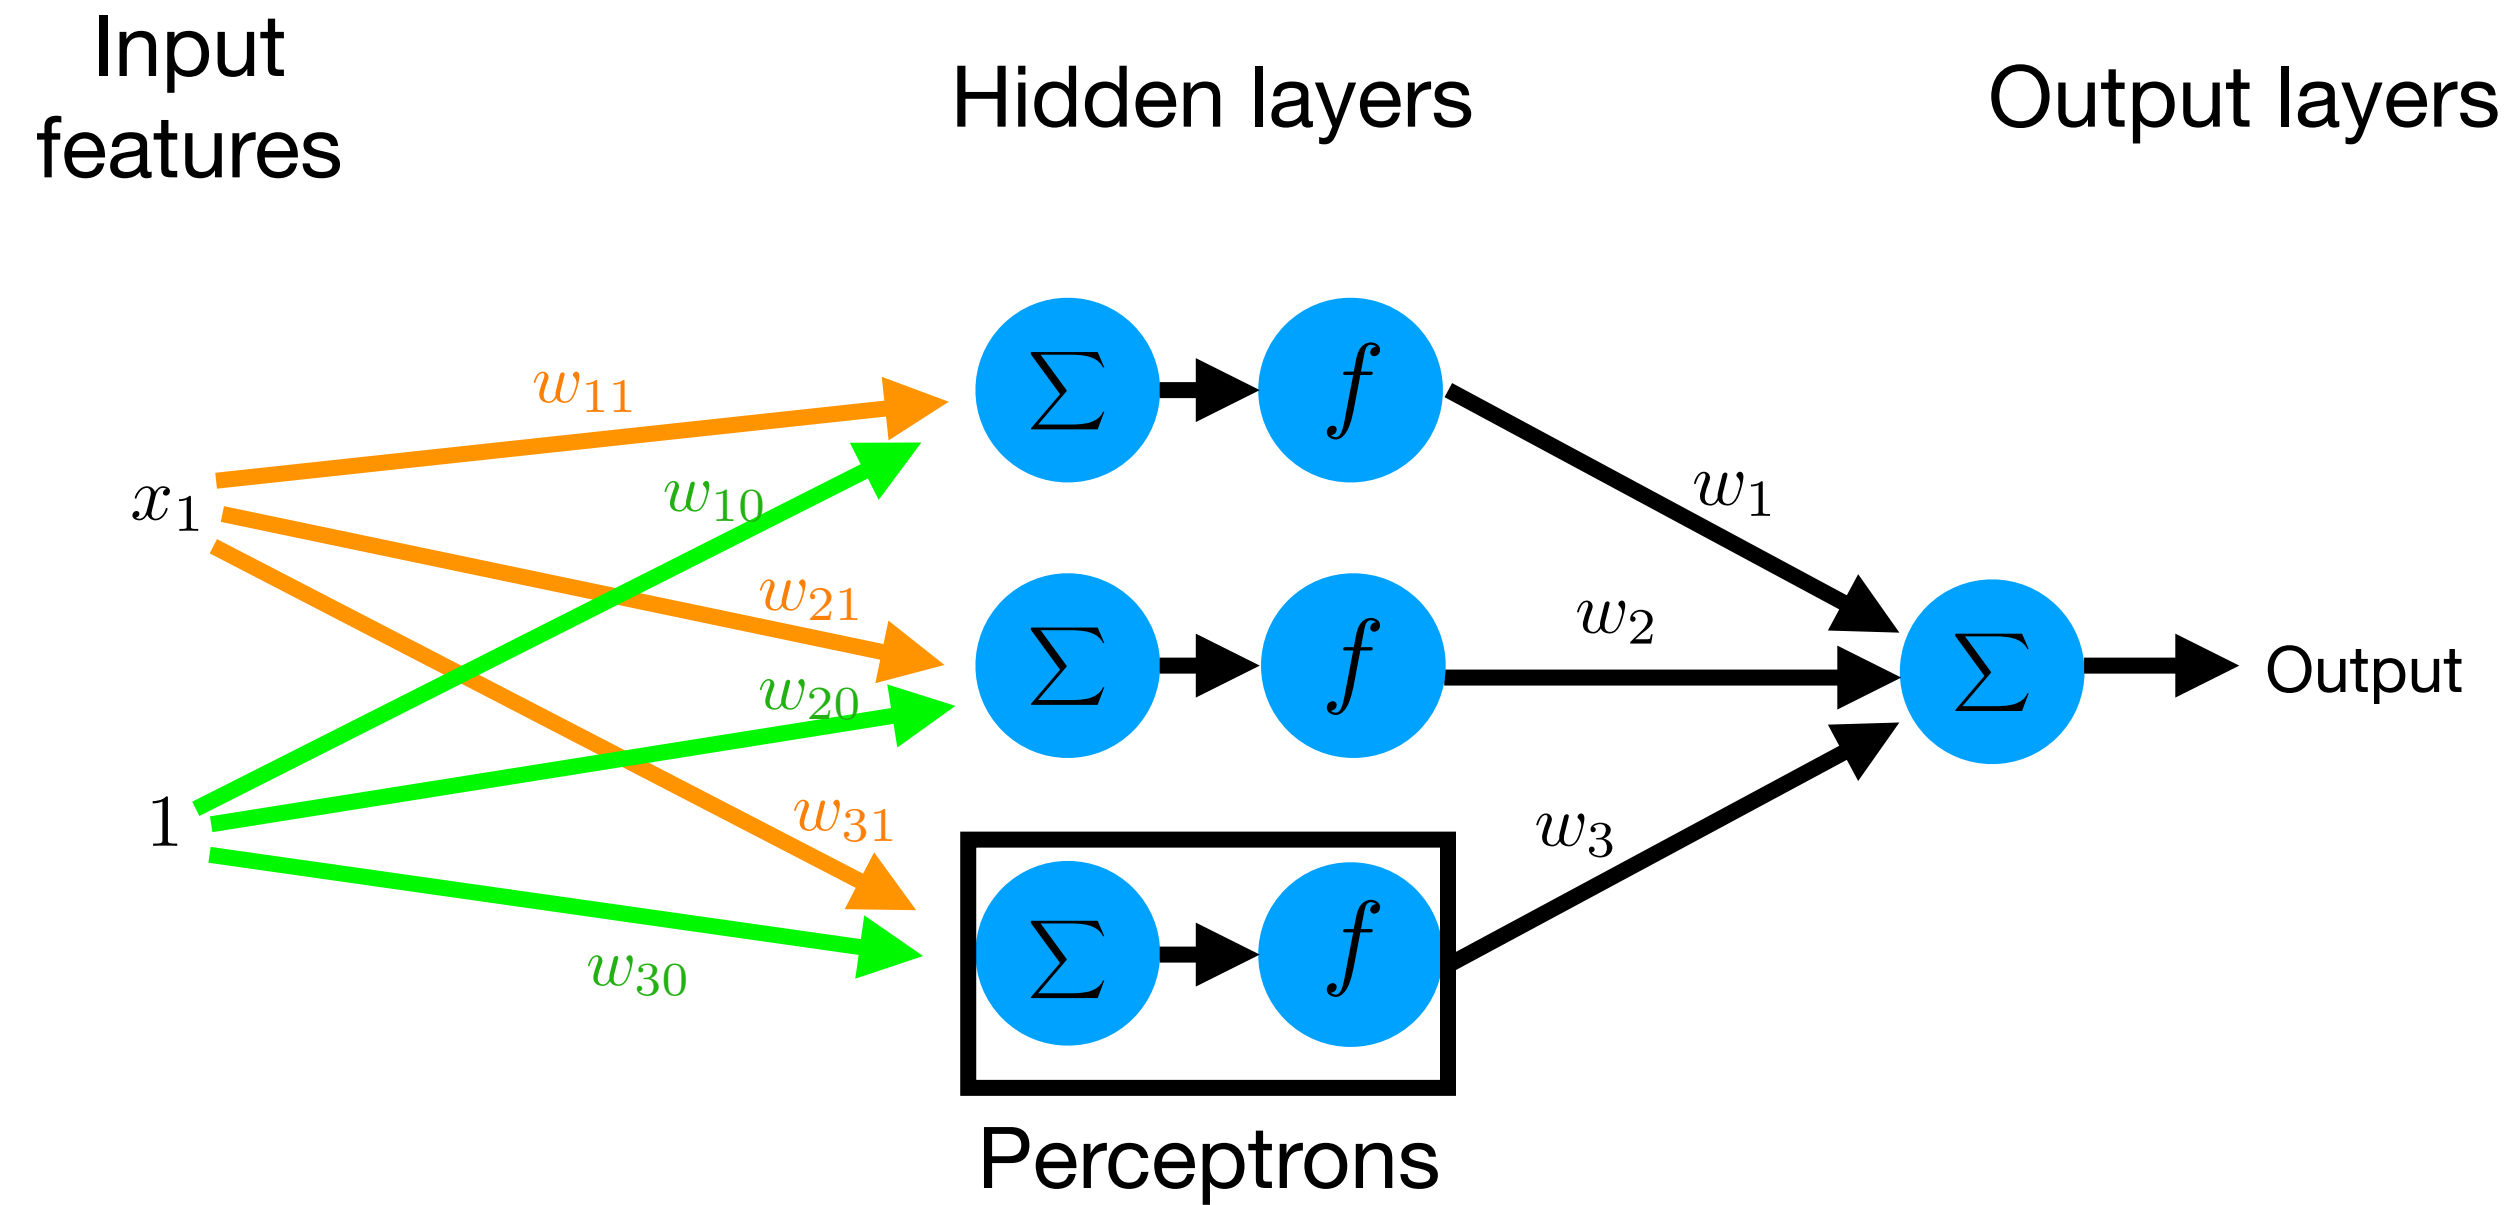 Input
features
Hidden layers
Output layers
w₁₁
x₁
w₁₀
w₂₁
w₂₀
1
w₃₁
w₃₀
∑
f
∑
f
∑
f
w₁
w₂
w₃
∑
Output
Perceptrons